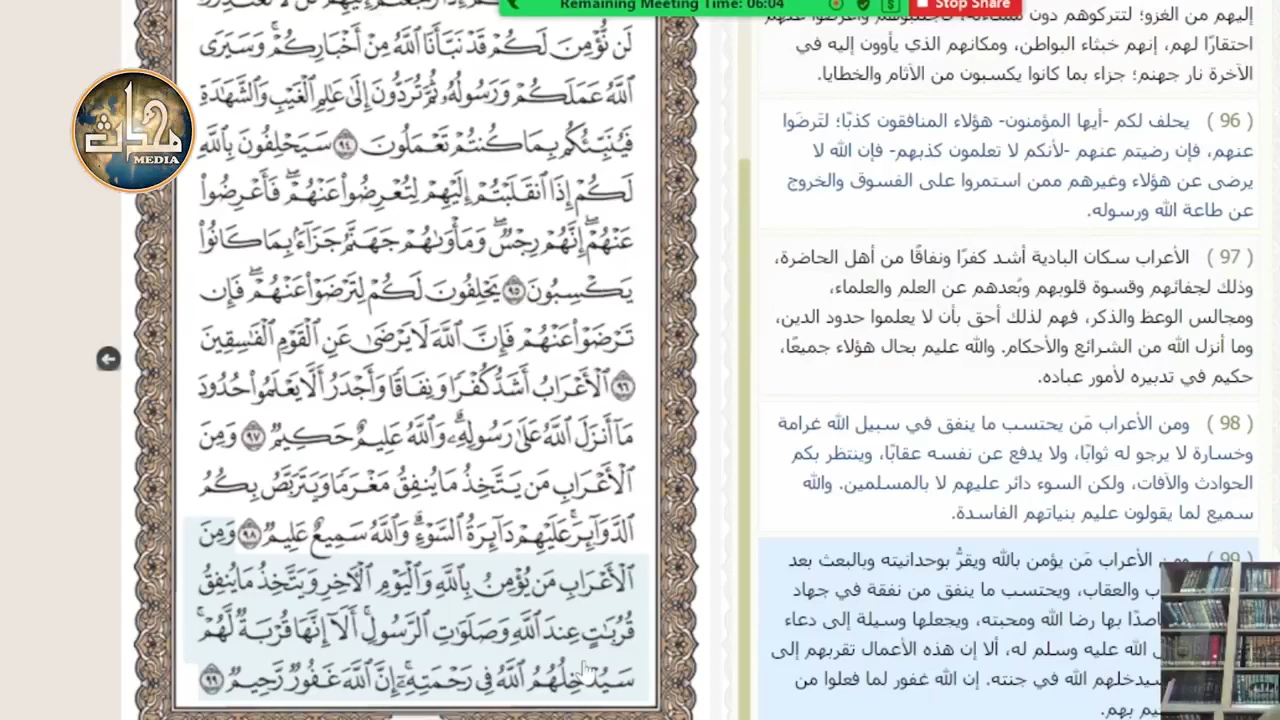 Remaining Meeting Time: 06:04
Stop Share
MEDIA
لَن نُّؤْمِنَ لَكُمْ قَدْ نَبَّأَنَا ٱللَّهُ مِنْ أَخْبَارِكُمْ ۚ وَسَيَرَى
ٱللَّهُ عَمَلَكُمْ وَرَسُولُهُۥ ثُمَّ تُرَدُّونَ إِلَىٰ عَٰلِمِ ٱلْغَيْبِ وَٱلشَّهَٰدَةِ
فَيُنَبِّئُكُم بِمَا كُنتُمْ تَعْمَلُونَ ٩٤ سَيَحْلِفُونَ بِٱللَّهِ
لَكُمْ إِذَا ٱنقَلَبْتُمْ إِلَيْهِمْ لِتُعْرِضُوا۟ عَنْهُمْ ۖ فَأَعْرِضُوا۟
عَنْهُمْ ۖ إِنَّهُمْ رِجْسٌ ۖ وَمَأْوَىٰهُمْ جَهَنَّمُ جَزَآءًۢ بِمَا كَانُوا۟
يَكْسِبُونَ ٩٥ يَحْلِفُونَ لَكُمْ لِتَرْضَوْا۟ عَنْهُمْ ۖ فَإِن
تَرْضَوْا۟ عَنْهُمْ فَإِنَّ ٱللَّهَ لَا يَرْضَىٰ عَنِ ٱلْقَوْمِ ٱلْفَٰسِقِينَ
٩٦ ٱلْأَعْرَابُ أَشَدُّ كُفْرًا وَنِفَاقًا وَأَجْدَرُ أَلَّا يَعْلَمُوا۟ حُدُودَ
مَآ أَنزَلَ ٱللَّهُ عَلَىٰ رَسُولِهِۦ ۗ وَٱللَّهُ عَلِيمٌ حَكِيمٌ ٩٧ وَمِنَ
ٱلْأَعْرَابِ مَن يَتَّخِذُ مَا يُنفِقُ مَغْرَمًا وَيَتَرَبَّصُ بِكُمُ
ٱلدَّوَآئِرَ ۚ عَلَيْهِمْ دَآئِرَةُ ٱلسَّوْءِ ۗ وَٱللَّهُ سَمِيعٌ عَلِيمٌ ٩٨ وَمِنَ
ٱلْأَعْرَابِ مَن يُؤْمِنُ بِٱللَّهِ وَٱلْيَوْمِ ٱلْءَاخِرِ وَيَتَّخِذُ مَا يُنفِقُ
قُرُبَٰتٍ عِندَ ٱللَّهِ وَصَلَوَٰتِ ٱلرَّسُولِ ۚ أَلَآ إِنَّهَا قُرْبَةٌ لَّهُمْ ۚ
سَيُدْخِلُهُمُ ٱللَّهُ فِى رَحْمَتِهِۦٓ ۗ إِنَّ ٱللَّهَ غَفُورٌ رَّحِيمٌ ٩٩
إليهم من الغزو؛ لتتركوهم دون
احتقارًا لهم، إنهم خبثاء البواطن، ومكانهم الذي يأوون إليه في
الآخرة نار جهنم؛ جزاء بما كانوا يكسبون من الآثام والخطايا.
( 96 ) يحلف لكم -أيها المؤمنون- هؤلاء المنافقون كذبًا؛ لتَرضَوا
عنهم، فإن رضيتم عنهم -لأنكم لا تعلمون كذبهم- فإن الله لا
يرضى عن هؤلاء وغيرهم ممن استمروا على الفسوق والخروج
عن طاعة الله ورسوله.
( 97 ) الأعراب سكان البادية أشد كفرًا ونفاقًا من أهل الحاضرة،
وذلك لجفائهم وقسوة قلوبهم وبُعدهم عن العلم والعلماء،
ومجالس الوعظ والذكر، فهم لذلك أحق بأن لا يعلموا حدود الدين،
وما أنزل الله من الشرائع والأحكام. والله عليم بحال هؤلاء جميعًا،
حكيم في تدبيره لأمور عباده.
( 98 ) ومن الأعراب مَن يحتسب ما ينفق في سبيل الله غرامة
وخسارة لا يرجو له ثوابًا، ولا يدفع عن نفسه عقابًا، وينتظر بكم
الحوادث والآفات، ولكن السوء دائر عليهم لا بالمسلمين. والله
سميع لما يقولون عليم بنياتهم الفاسدة.
( 99 ) ومن الأعراب مَن يؤمن بالله ويقرُّ بوحدانيته وبالبعث بعد
والعقاب، ويحتسب ما ينفق من نفقة في جهاد
بها رضا الله ومحبته، ويجعلها وسيلة إلى دعاء
الله عليه وسلم له، ألا إن هذه الأعمال تقربهم إلى
سيدخلهم الله في جنته. إن الله غفور لما فعلوا من
بهم.